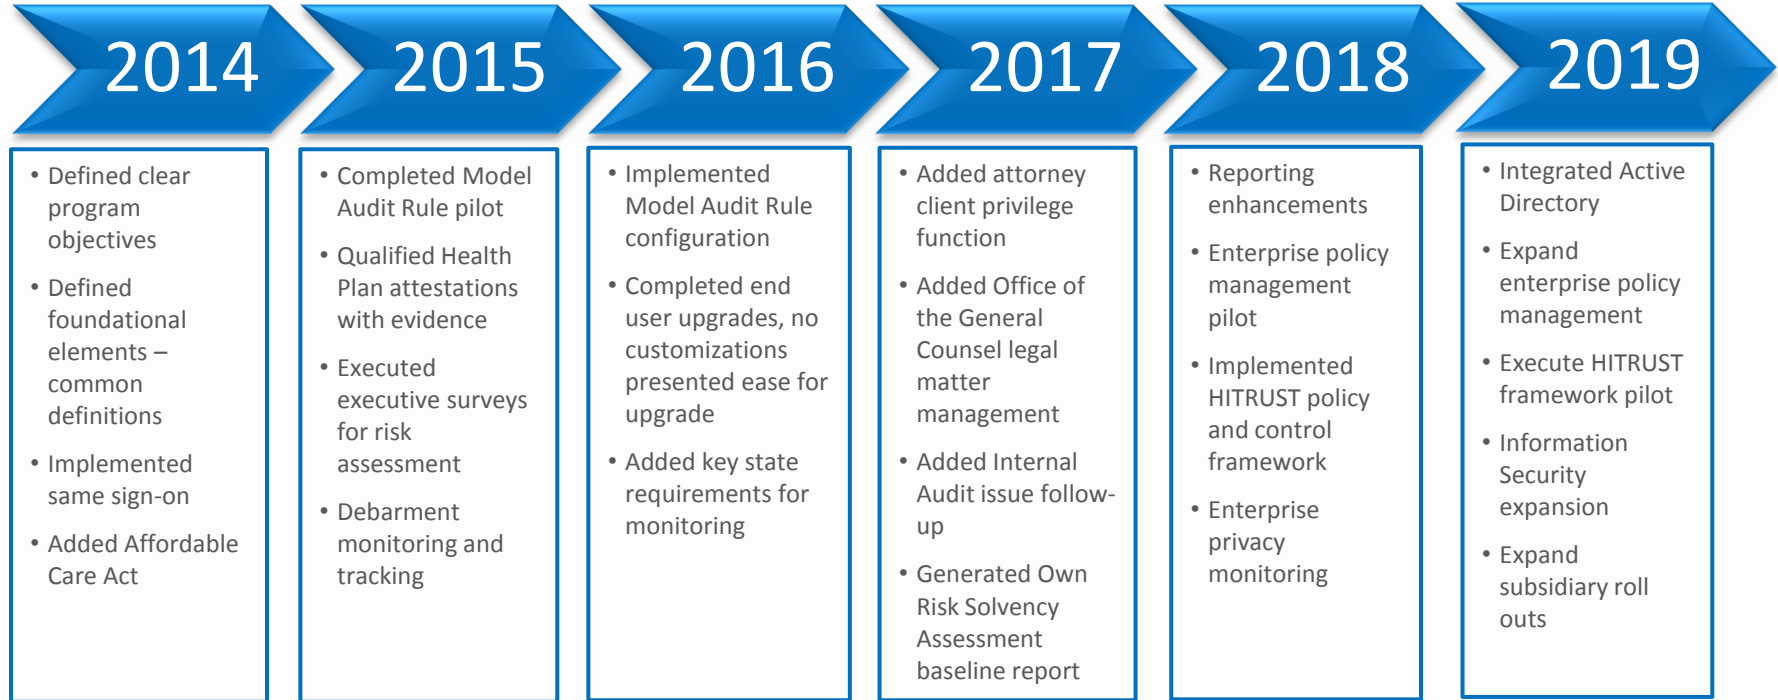 2014
2015
2016
2017
2018
2019
• Defined clear
program
objectives
• Defined
foundational
elements –
common
definitions
• Implemented
same sign-on
• Added Affordable
Care Act
• Completed Model
Audit Rule pilot
• Qualified Health
Plan attestations
with evidence
• Executed
executive surveys
for risk
assessment
• Debarment
monitoring and
tracking
• Implemented
Model Audit Rule
configuration
• Completed end
user upgrades, no
customizations
presented ease for
upgrade
• Added key state
requirements for
monitoring
• Added attorney
client privilege
function
• Added Office of
the General
Counsel legal
matter
management
• Added Internal
Audit issue follow-
up
• Generated Own
Risk Solvency
Assessment
baseline report
• Reporting
enhancements
• Enterprise policy
management
pilot
• Implemented
HITRUST policy
and control
framework
• Enterprise
privacy
monitoring
• Integrated Active
Directory
• Expand
enterprise policy
management
• Execute HITRUST
framework pilot
• Information
Security
expansion
• Expand
subsidiary roll
outs